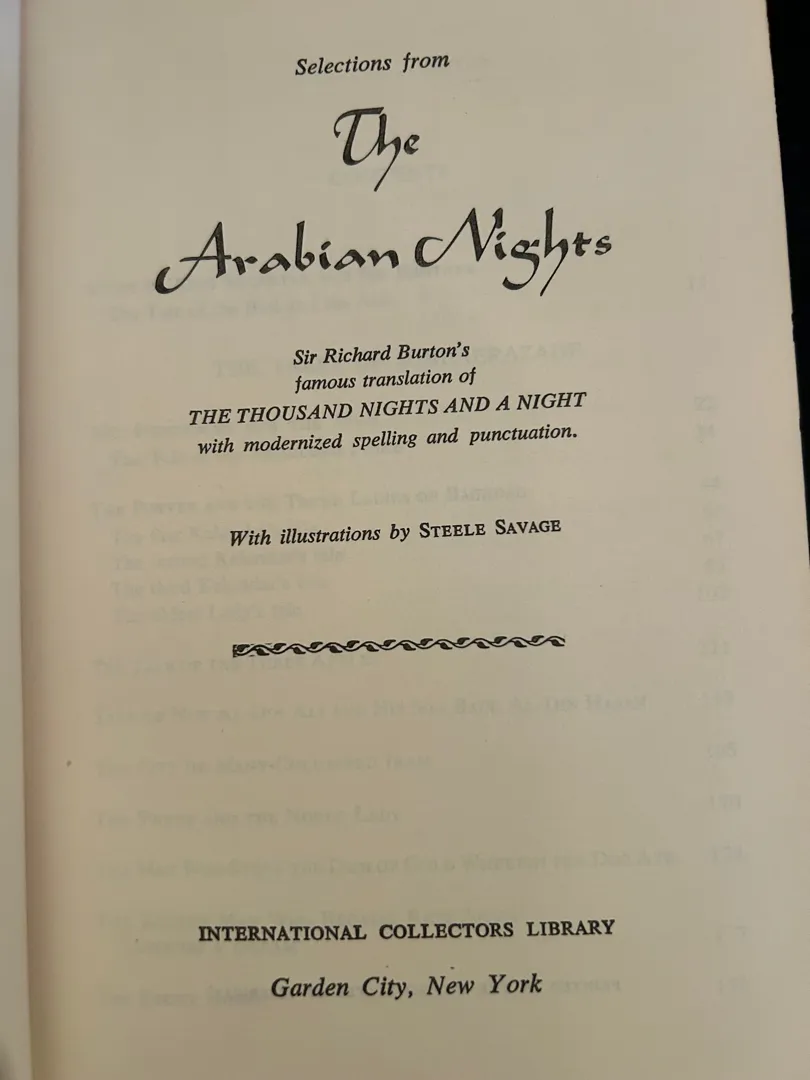 Selections from
The
Arabian Nights
Sir Richard Burton's
famous translation of
THE THOUSAND NIGHTS AND A NIGHT
with modernized spelling and punctuation.
With illustrations by STEELE SAVAGE
INTERNATIONAL COLLECTORS LIBRARY
Garden City, New York